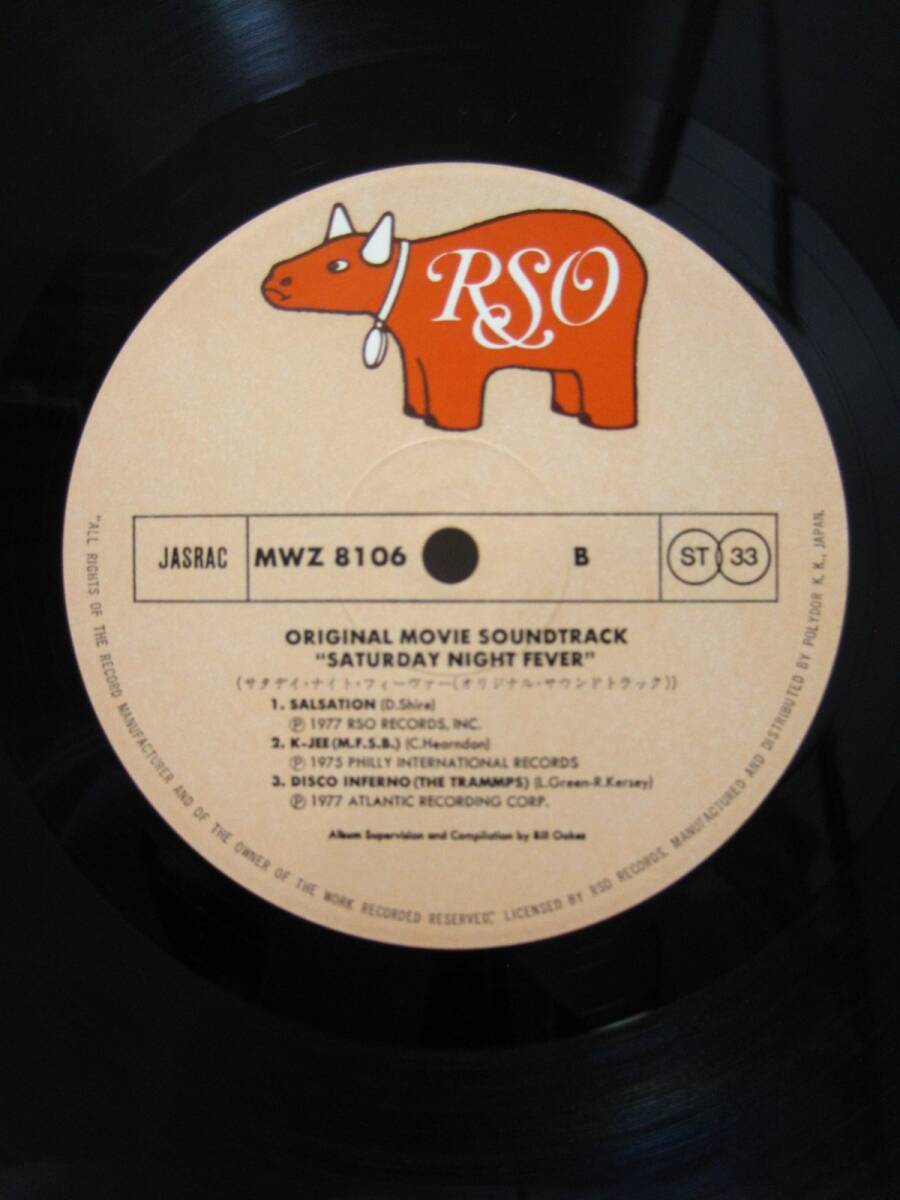 RSO
JASRAC MWZ 8106 B ST 33
ORIGINAL MOVIE SOUNDTRACK
"SATURDAY NIGHT FEVER"
(サタデイ・ナイト・フィーヴァー(オリジナル・サウンドトラック))
1. SALSATION (D.Shire)
Ⓟ 1977 RSO RECORDS, INC.
2. K-JEE (M.F.S.B.) (C.Hearndon)
Ⓟ 1975 PHILLY INTERNATIONAL RECORDS
3. DISCO INFERNO (THE TRAMMPS) (L.Green-R.Kersey)
Ⓟ 1977 ATLANTIC RECORDING CORP.
Album Supervision and Compilation by Bill Oakes
"ALL RIGHTS OF THE RECORD MANUFACTURER AND OF THE OWNER OF THE WORK RECORDED RESERVED," LICENSED BY RSO RECORDS, MANUFACTURED AND DISTRIBUTED BY POLYDOR K. K., JAPAN.